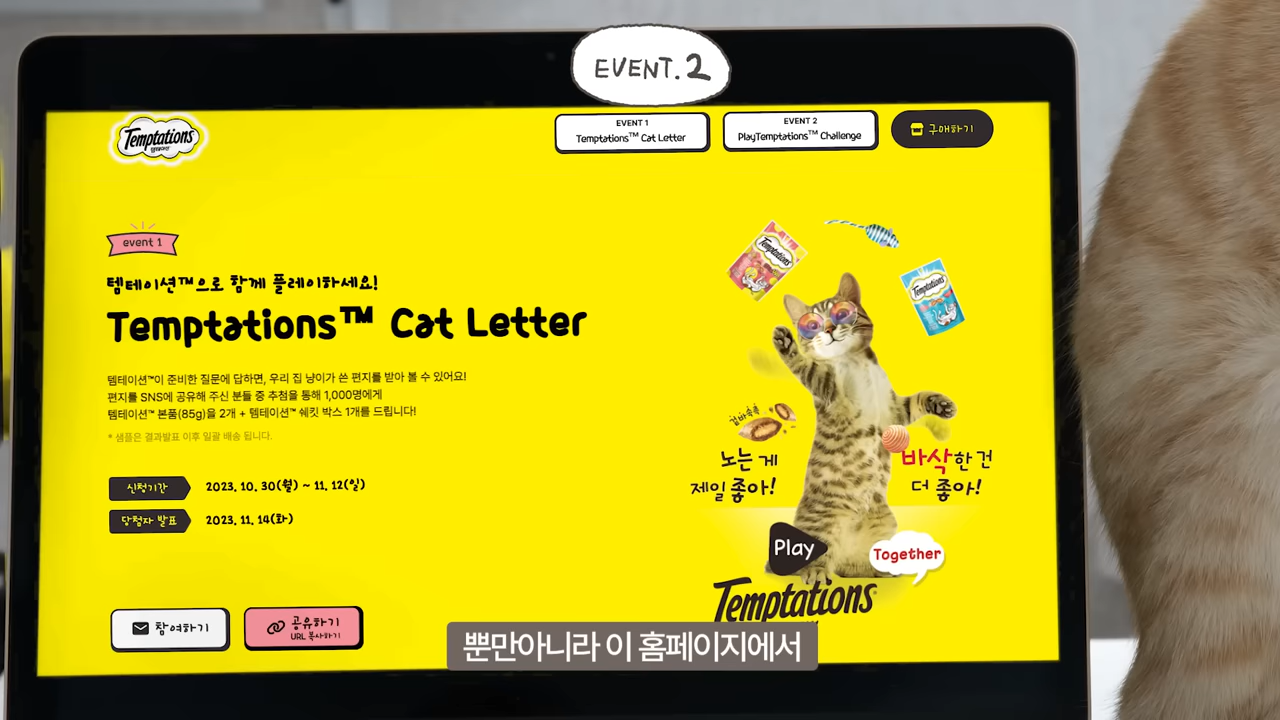 EVENT.2
Temptations
템테이션
EVENT 1
Temptations™ Cat Letter
EVENT 2
PlayTemptations™ Challenge
구매하기
event 1
템테이션™으로 함께 플레이하세요!
Temptations™ Cat Letter
템테이션™이 준비한 질문에 답하면, 우리 집 냥이가 쓴 편지를 받아 볼 수 있어요!
편지를 SNS에 공유해 주신 분들 중 추첨을 통해 1,000명에게
템테이션™ 본품(85g)을 2개 + 템테이션™ 쉐킷 박스 1개를 드립니다!
* 샘플은 결과발표 이후 일괄 배송 됩니다.
신청기간
2023. 10. 30(월) ~ 11. 12(일)
당첨자 발표
2023. 11. 14(화)
참여하기
공유하기
URL 복사하기
Temptations
Temptations
겉바속촉
노는 게
제일 좋아!
바삭한 건
더 좋아!
Play
Together
Temptations
뿐만아니라 이 홈페이지에서